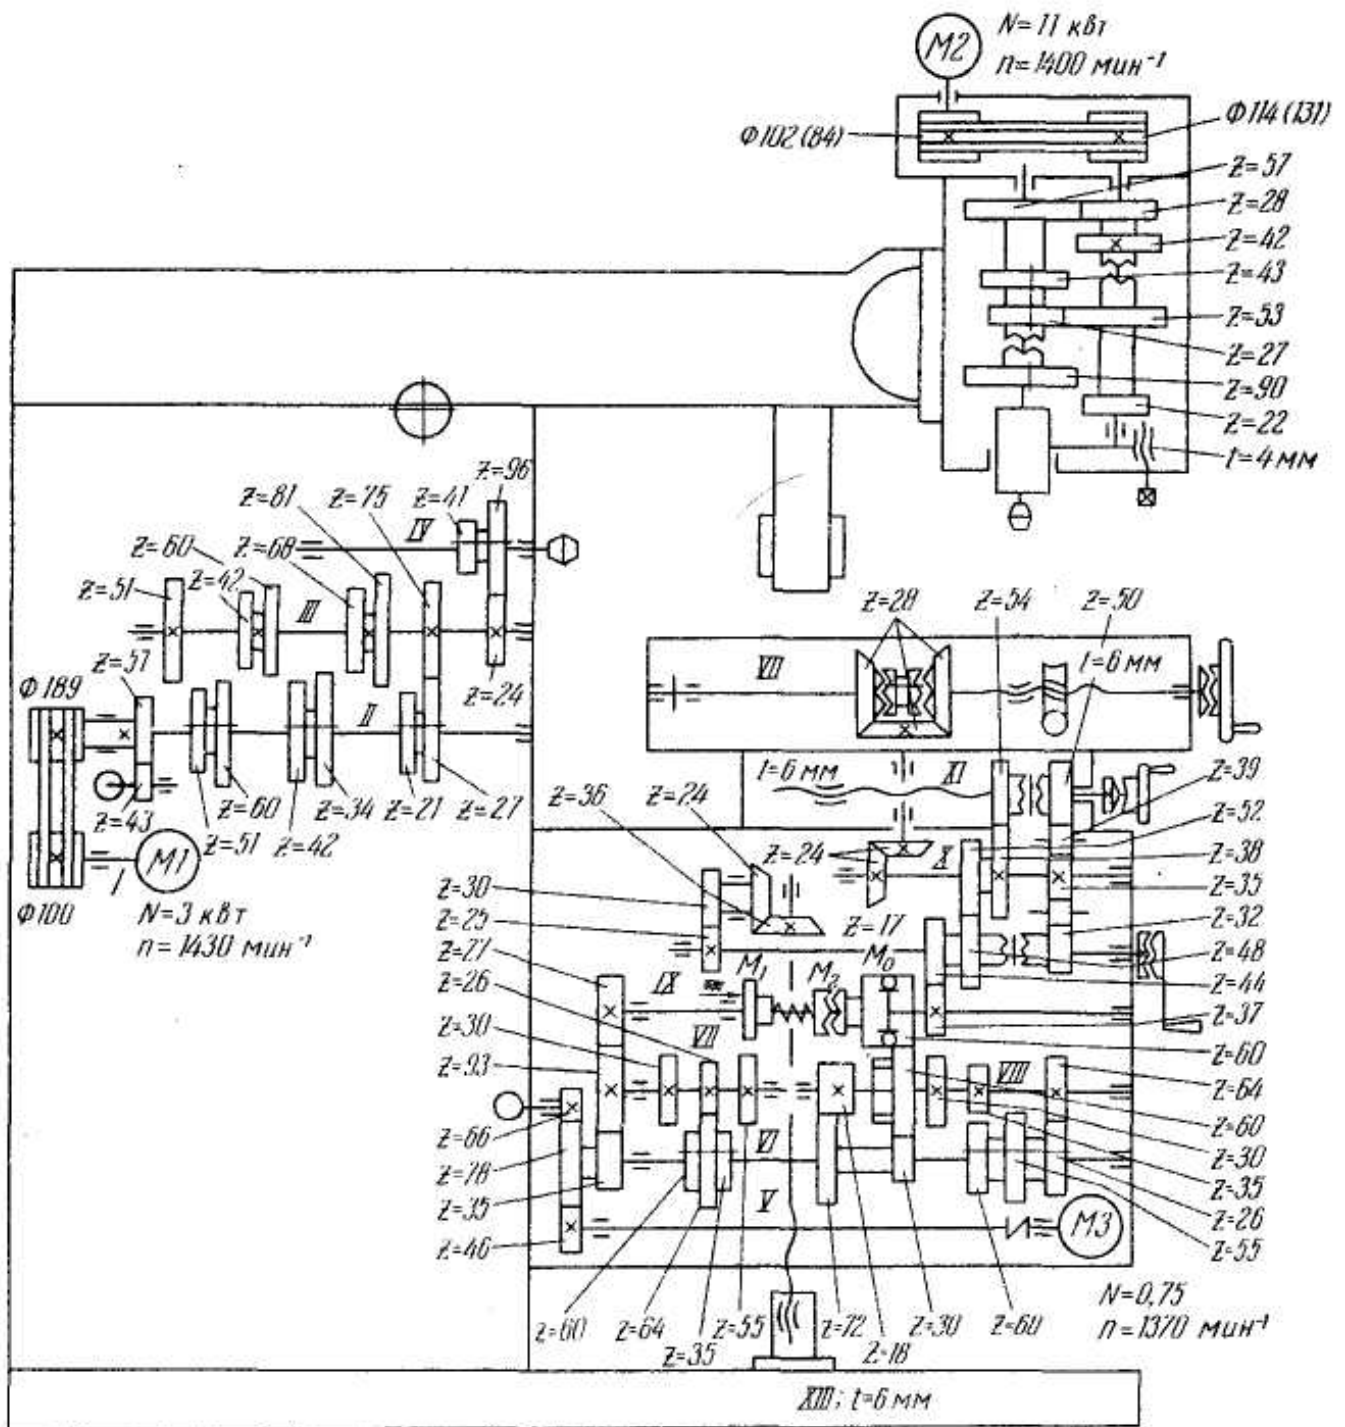 M2
N=11 квт
n=1400 мин⁻¹
Ф102(84)
Ф114(131)
z=57
z=28
z=42
z=43
z=53
z=27
z=90
z=22
t=4 мм
z=96
z=41
z=81
z=75
IV
z=60
z=68
z=42
z=51
III
z=57
Ф189
II
z=24
z=43
z=51
z=60
z=42
z=34
z=21
z=27
I
M1
Ф100
N=3 квт
n=1430 мин⁻¹
z=28
z=54
z=50
VII
t=6 мм
t=6 мм
XI
z=39
z=52
z=38
z=35
z=32
z=48
z=44
z=37
z=60
z=64
z=60
z=30
z=35
z=26
z=55
z=36
z=24
z=24
X
z=17
z=30
z=25
z=27
z=26
z=30
z=93
z=66
z=78
z=35
z=46
M₁
M₂
M₀
IX
VII
VIII
VI
V
M3
z=60
z=64
z=35
z=55
z=72
z=18
z=30
z=60
N=0,75
n=1370 мин⁻¹
XIII; t=6 мм